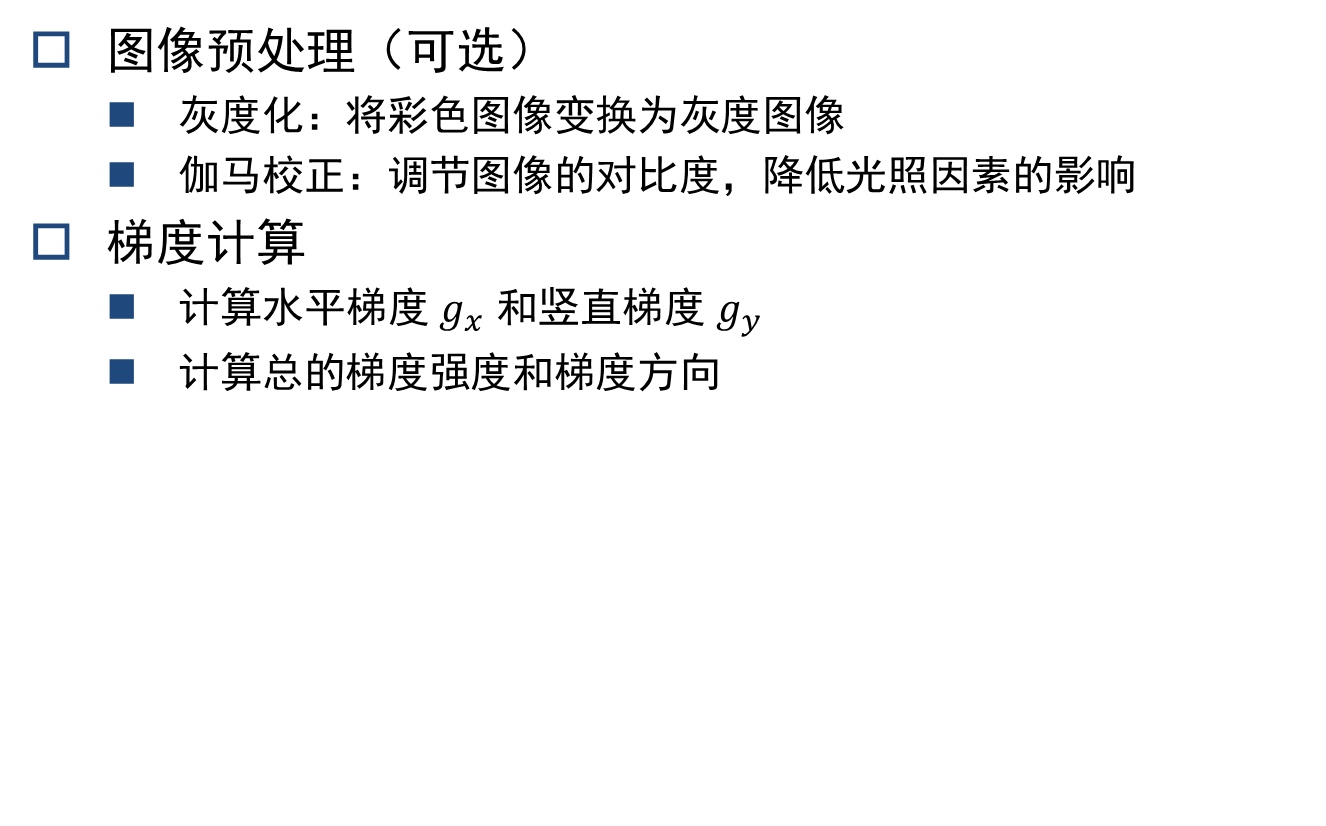 图像预处理（可选）
灰度化：将彩色图像变换为灰度图像
伽马校正：调节图像的对比度，降低光照因素的影响
梯度计算
计算水平梯度 gₓ 和竖直梯度 g_y
计算总的梯度强度和梯度方向